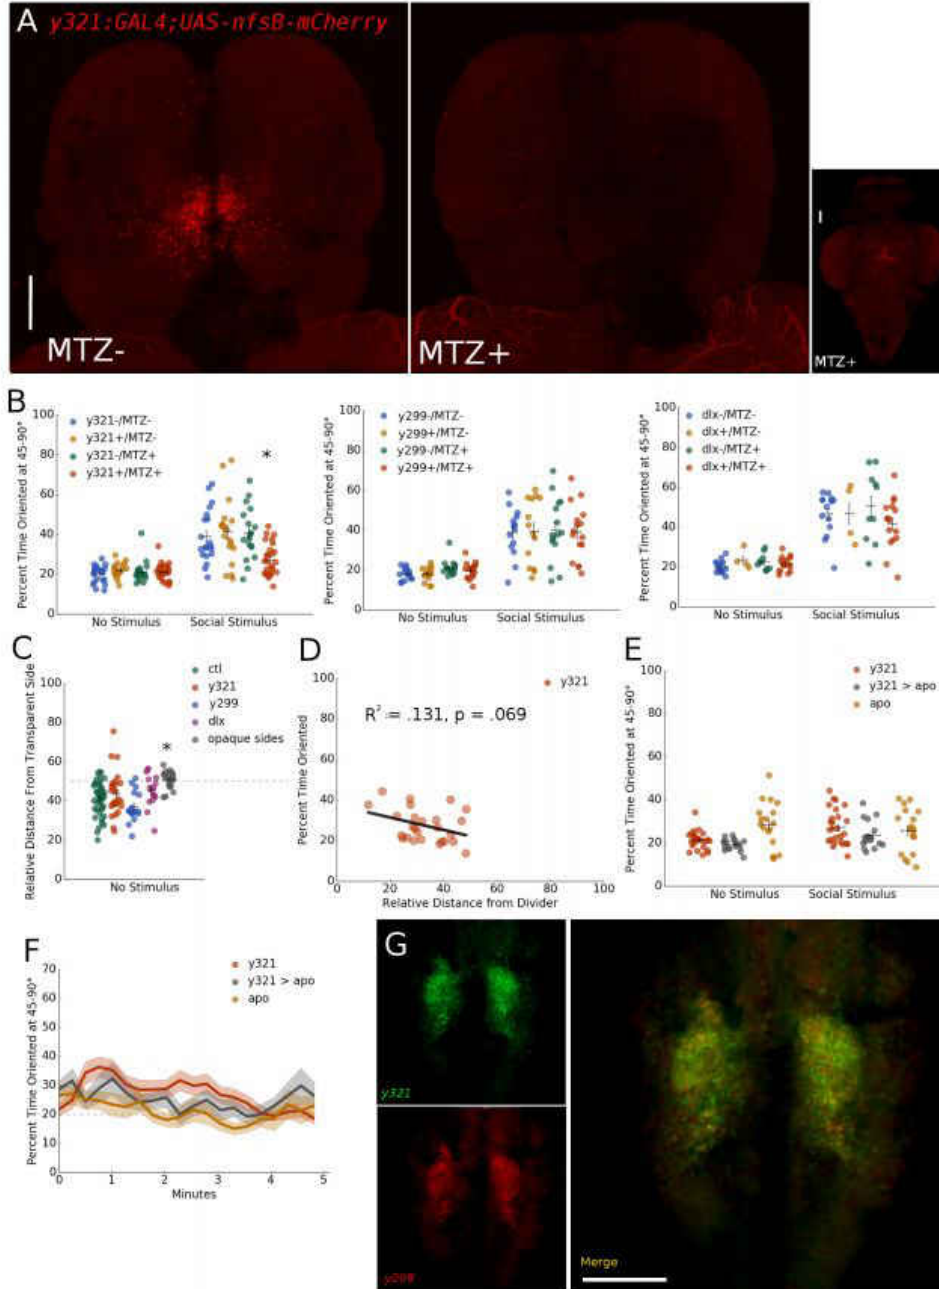 A y321:GAL4;UAS-nfsB-mCherry
MTZ-
MTZ+
MTZ+
B
Percent Time Oriented at 45-90°
100
80
60
40
20
0
y321-/MTZ-
y321+/MTZ-
y321-/MTZ+
y321+/MTZ+
*
No Stimulus Social Stimulus
Percent Time Oriented at 45-90°
100
80
60
40
20
0
y299-/MTZ-
y299+/MTZ-
y299-/MTZ+
y299+/MTZ+
No Stimulus Social Stimulus
Percent Time Oriented at 45-90°
100
80
60
40
20
0
dlx-/MTZ-
dlx+/MTZ-
dlx-/MTZ+
dlx+/MTZ+
No Stimulus Social Stimulus
C
Relative Distance From Transparent Side
100
80
60
40
20
0
ctl
y321
y299
dlx
opaque sides
*
No Stimulus
D
Percent Time Oriented
100
80
60
40
20
0
y321
R² = .131, p = .069
0 20 40 60 80 100
Relative Distance from Divider
E
Percent Time Oriented at 45-90°
100
80
60
40
20
0
y321
y321 > apo
apo
No Stimulus Social Stimulus
F
Percent Time Oriented at 45-90°
70
60
50
40
30
20
10
0
y321
y321 > apo
apo
0 1 2 3 4 5
Minutes
G
y321
Merge